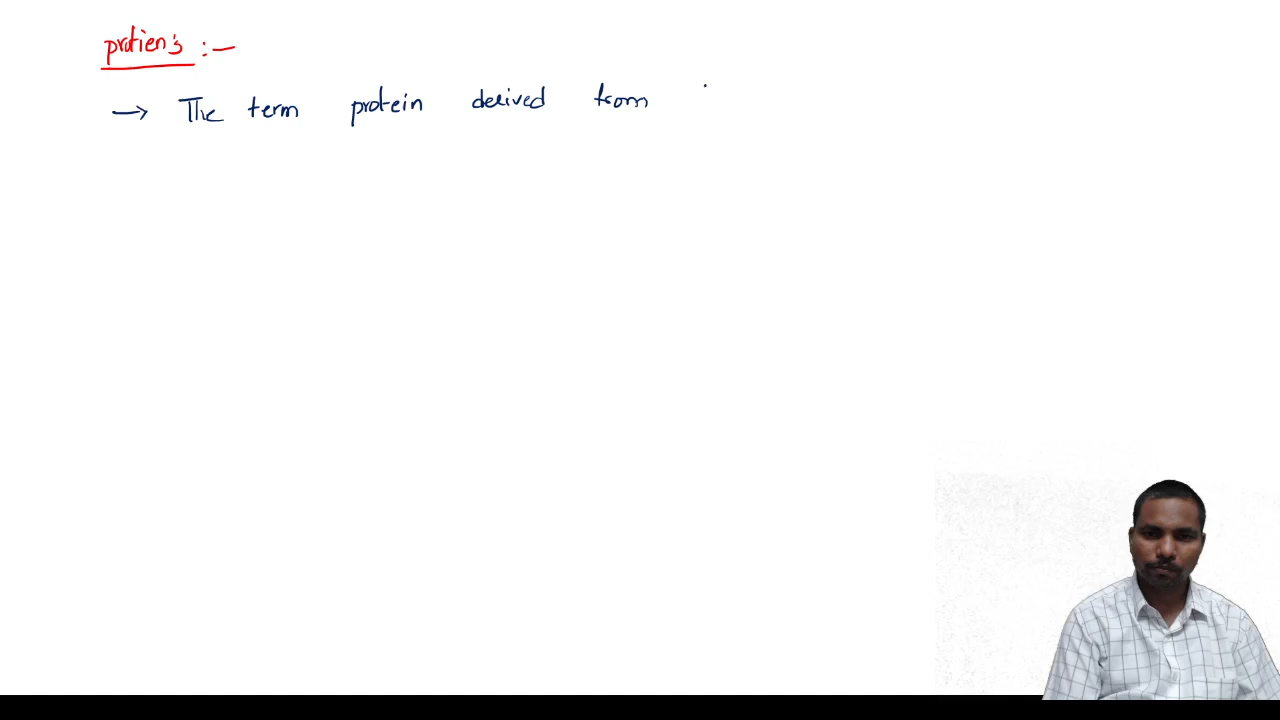 protien's :-
→ The term protein derived from